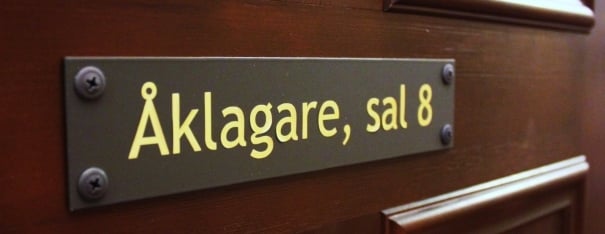 Åklagare, sal 8